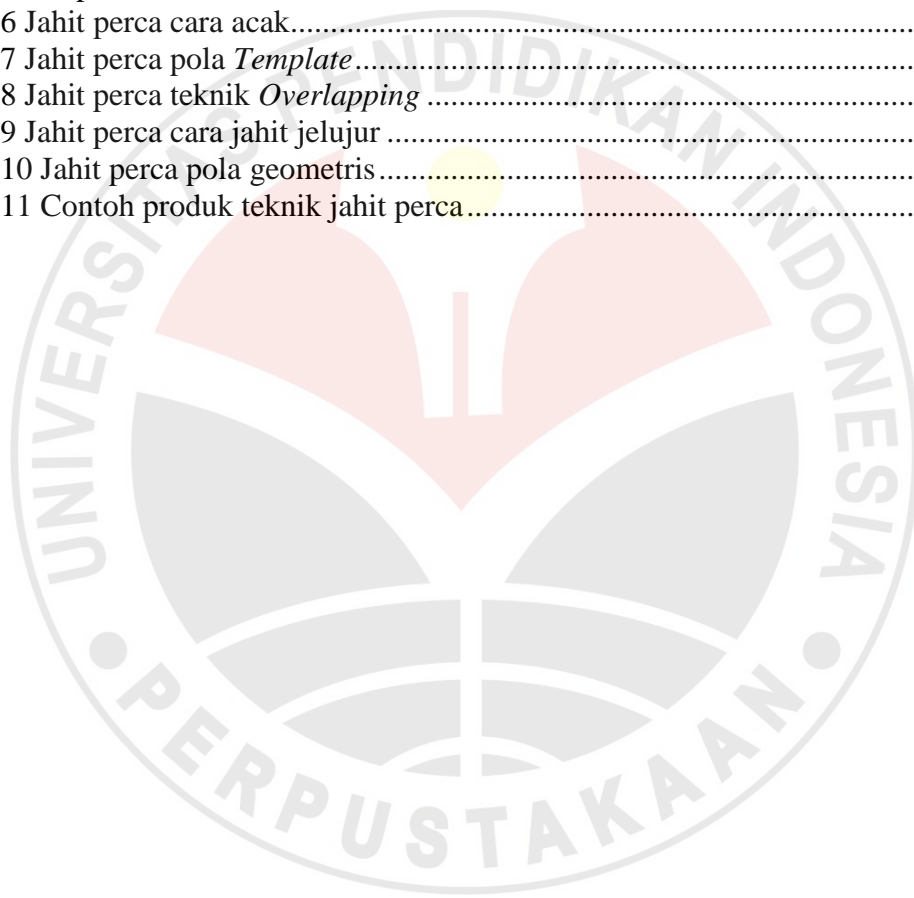 6 Jahit perca cara acak........................................................................................
7 Jahit perca pola Template................................................................................
8 Jahit perca teknik Overlapping .......................................................................
9 Jahit perca cara jahit jelujur ............................................................................
10 Jahit perca pola geometris.............................................................................
11 Contoh produk teknik jahit perca..................................................................
UNIVERSITAS PENDIDIKAN INDONESIA
PERPUSTAKAAN